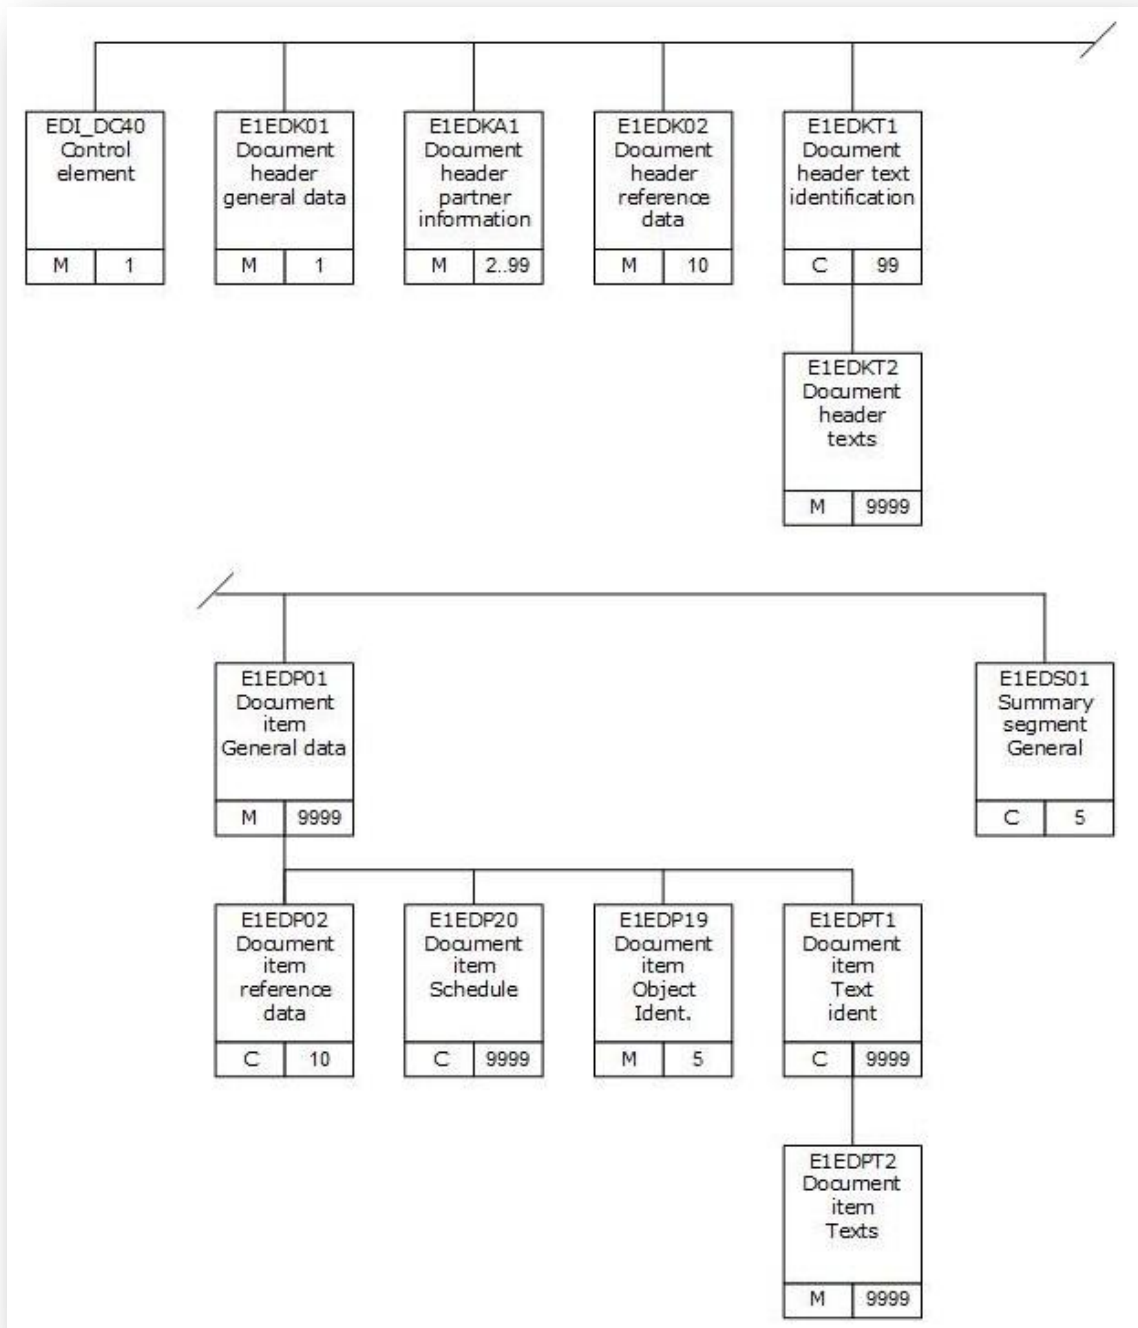 EDI_DC40
Control
element
M 1
E1EDK01
Document
header
general data
M 1
E1EDKA1
Document
header
partner
information
M 2..99
E1EDK02
Document
header
reference
data
M 10
E1EDKT1
Document
header text
identification
C 99
E1EDKT2
Document
header
texts
M 9999
E1EDP01
Document
item
General data
M 9999
E1EDS01
Summary
segment
General
C 5
E1EDP02
Document
item
reference
data
C 10
E1EDP20
Document
item
Schedule
C 9999
E1EDP19
Document
item
Object
Ident.
M 5
E1EDPT1
Document
item
Text
ident
C 9999
E1EDPT2
Document
item
Texts
M 9999